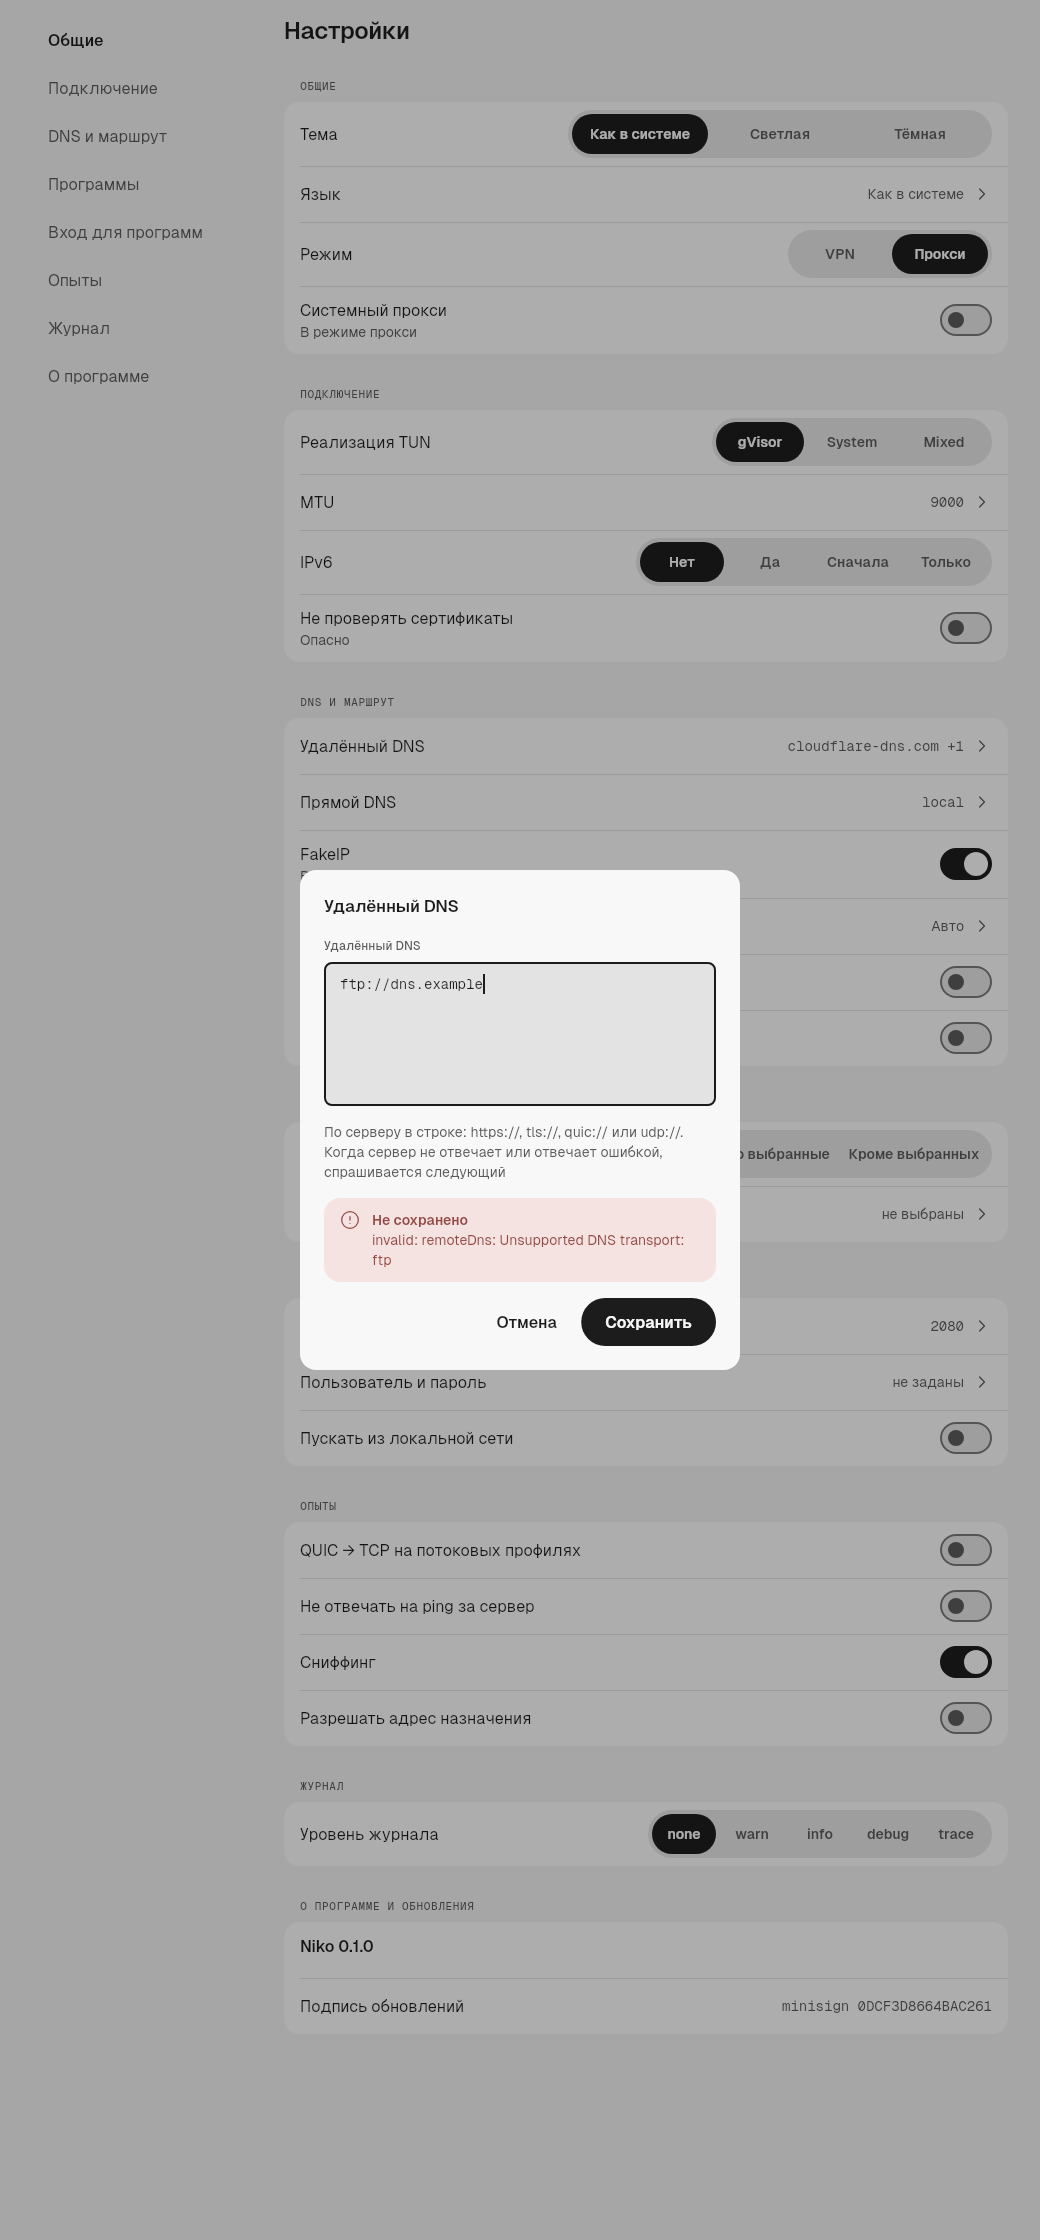 Общие
Подключение
DNS и маршрут
Программы
Вход для программ
Опыты
Журнал
О программе
Настройки
ОБЩИЕ
Тема
Как в системе
Светлая
Тёмная
Язык
Как в системе
Режим
VPN
Прокси
Системный прокси
В режиме прокси
ПОДКЛЮЧЕНИЕ
Реализация TUN
gVisor
System
Mixed
MTU
9000
IPv6
Нет
Да
Сначала
Только
Не проверять сертификаты
Опасно
DNS И МАРШРУТ
Удалённый DNS
cloudflare-dns.com +1
Прямой DNS
local
FakeIP
Авто
Удалённый DNS
Удалённый DNS
ftp://dns.example
По серверу в строке: https://, tls://, quic:// или udp://.
Когда сервер не отвечает или отвечает ошибкой,
спрашивается следующий
Не сохранено
invalid: remoteDns: Unsupported DNS transport:
ftp
Отмена
Сохранить
выбранные
Кроме выбранных
не выбраны
2080
Пользователь и пароль
не заданы
Пускать из локальной сети
ОПЫТЫ
QUIC → TCP на потоковых профилях
Не отвечать на ping за сервер
Сниффинг
Разрешать адрес назначения
ЖУРНАЛ
Уровень журнала
none
warn
info
debug
trace
О ПРОГРАММЕ И ОБНОВЛЕНИЯ
Niko 0.1.0
Подпись обновлений
minisign 0DCF3D8664BAC261